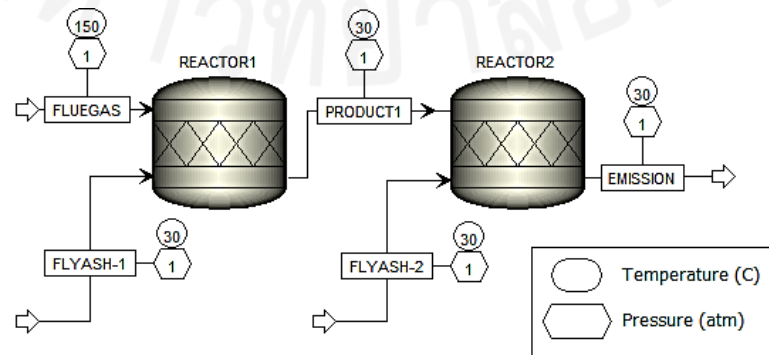 150
1
FLUEGAS
REACTOR1
30
1
PRODUCT1
REACTOR2
30
1
EMISSION
FLYASH-1
30
1
FLYASH-2
30
1
Temperature (C)
Pressure (atm)